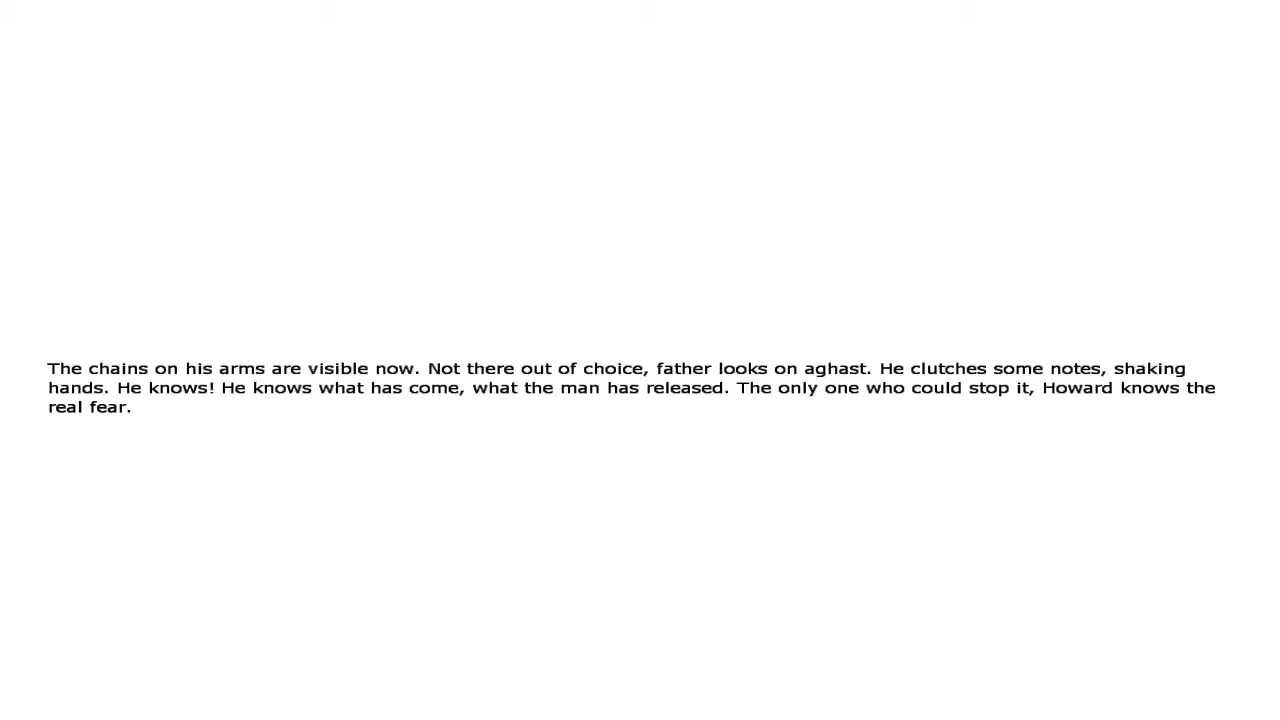 The chains on his arms are visible now. Not there out of choice, father looks on aghast. He clutches some notes, shaking
hands. He knows! He knows what has come, what the man has released. The only one who could stop it, Howard knows the
real fear.